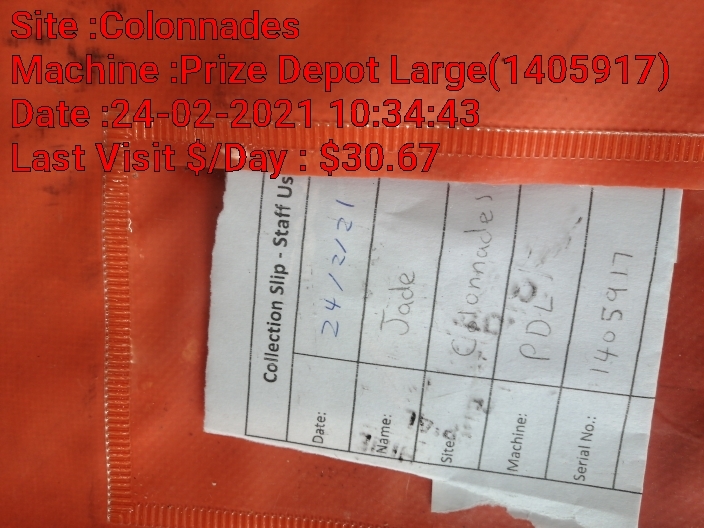 Site :Colonnades
Machine :Prize Depot Large(1405917)
Date :24-02-2021 10:34:43
Last Visit $/Day : $30.67
Collection Slip - Staff Us
Date: 24/2/21
Name: Jade
Site: Colonnades
Machine: PDL
Serial No.: 1405917